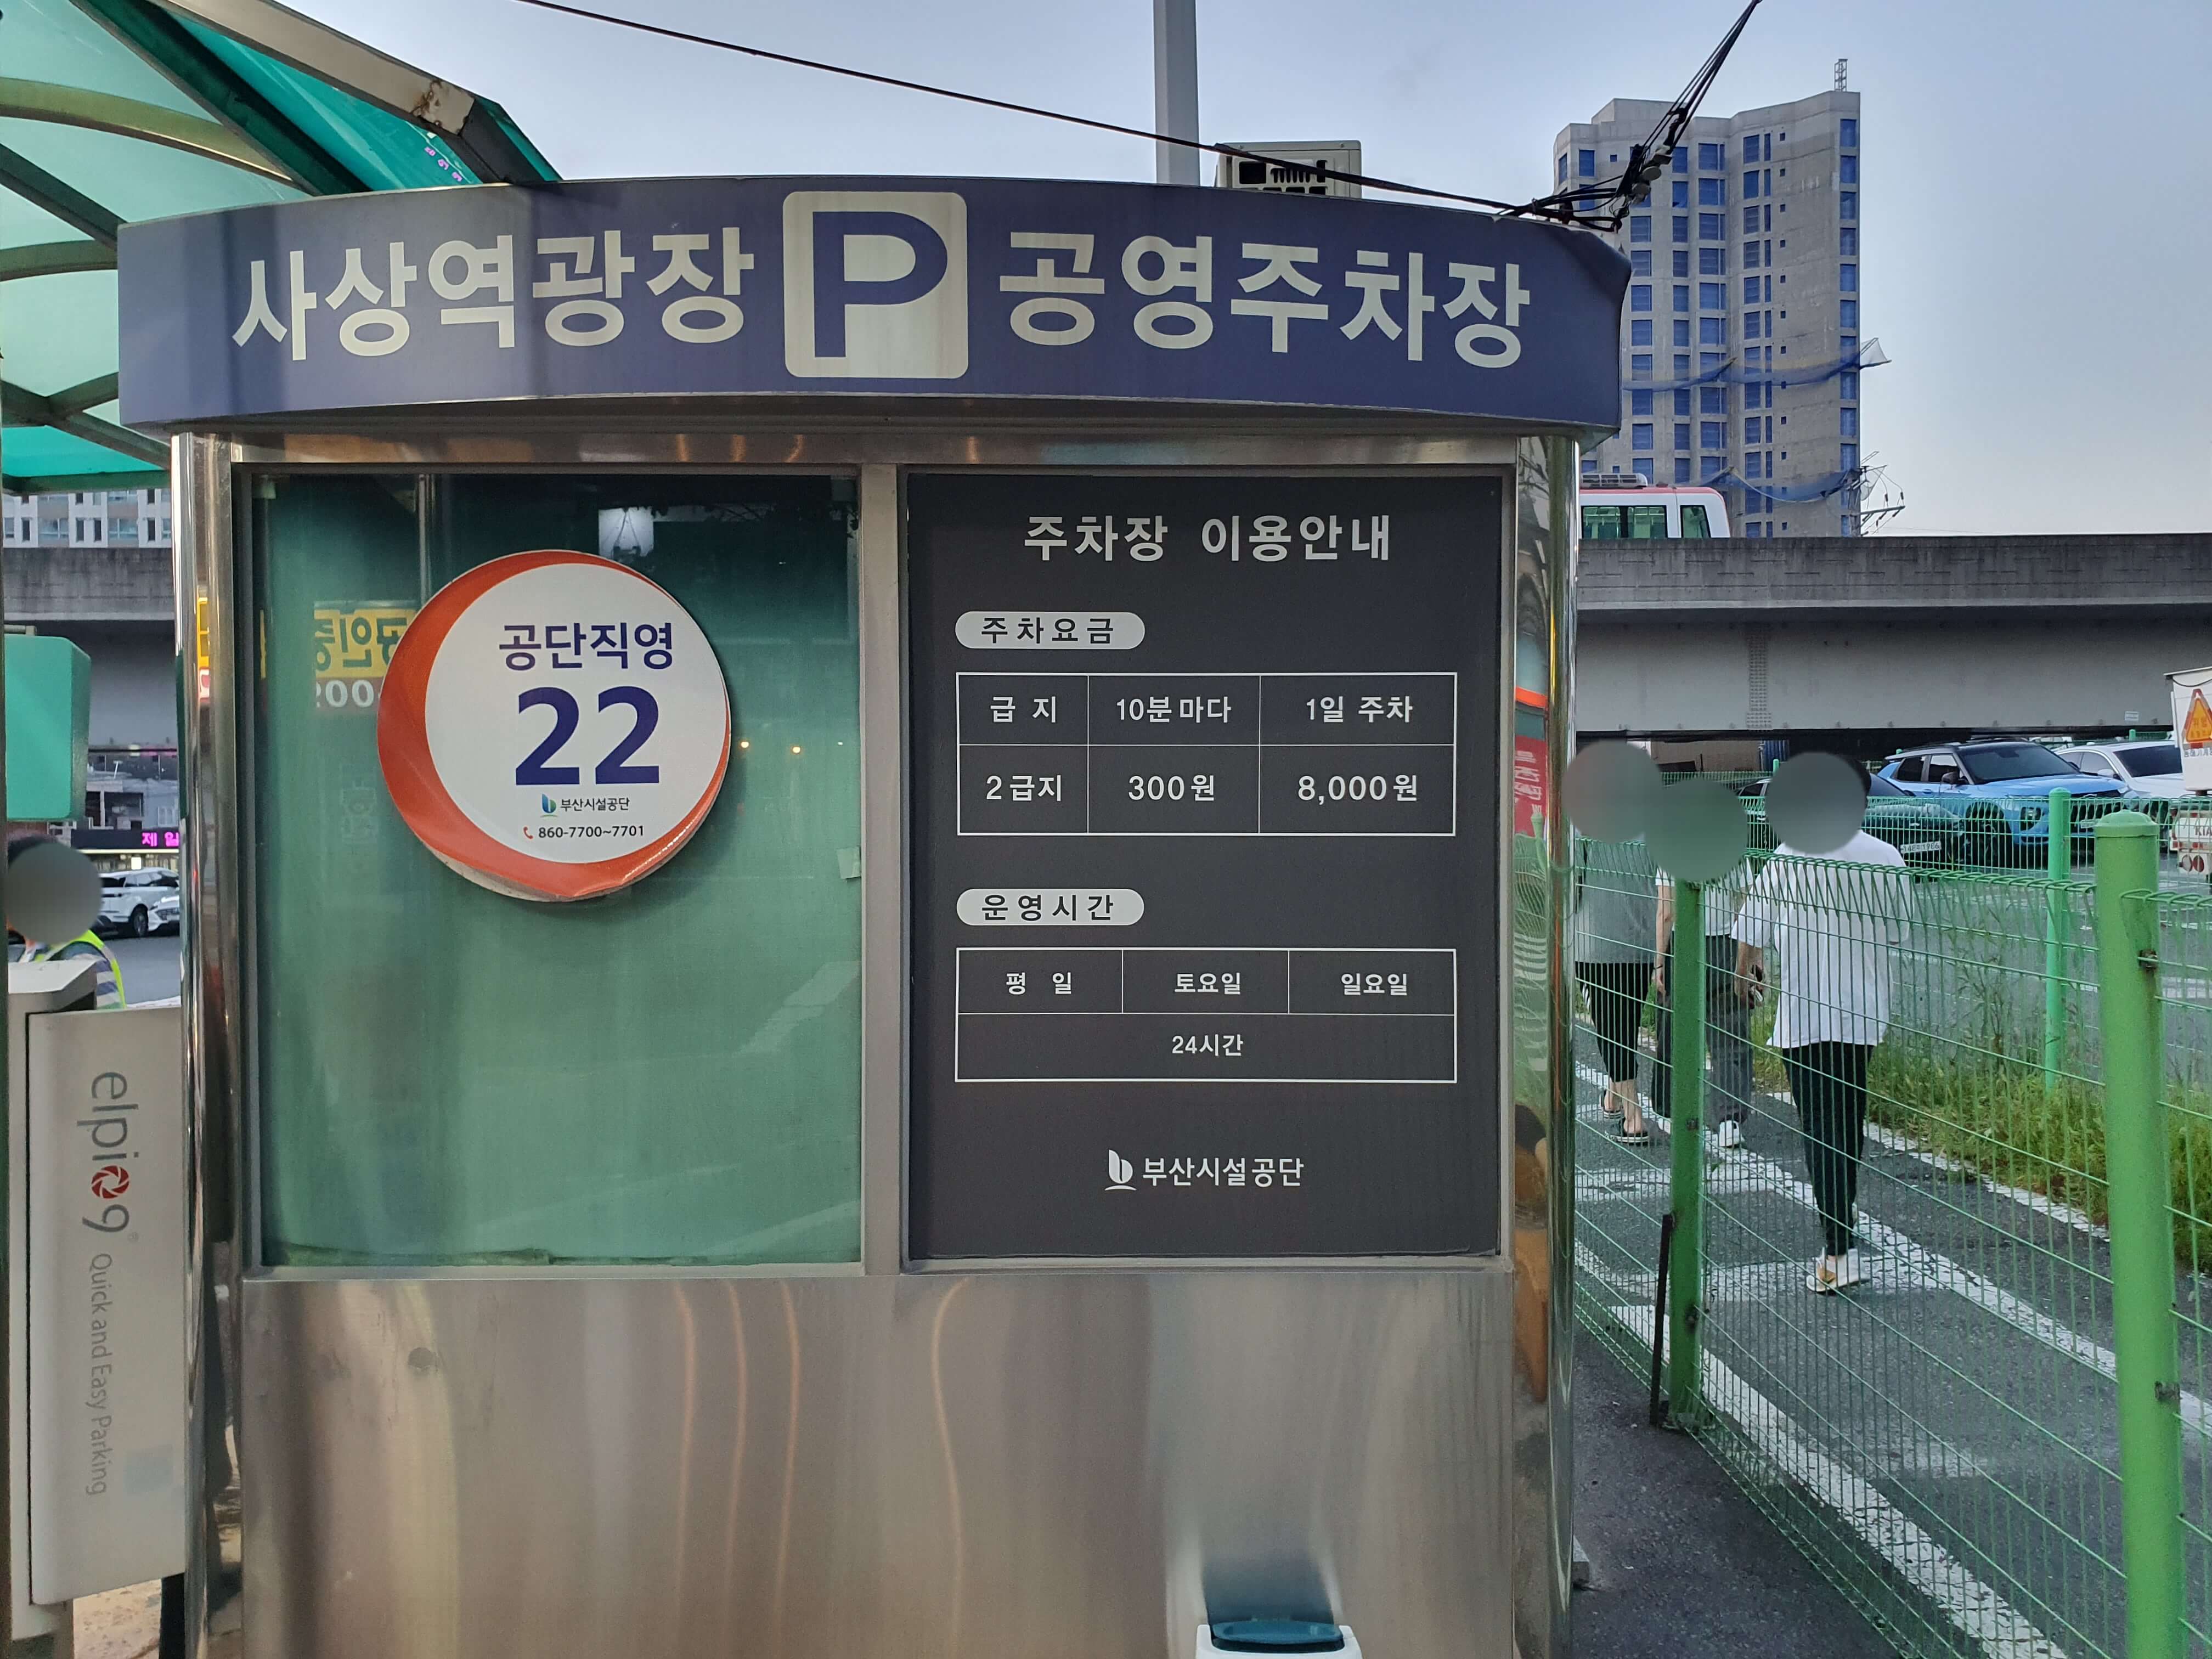 사상역광장 P 공영주차장
공단직영
22
부산시설공단
860-7700~7701
주차장 이용안내
주차요금
급 지 10분마다 1일 주차
2급지 300원 8,000원
운영시간
평 일 토요일 일요일
24시간
부산시설공단
elpiog
Quick and Easy Parking
제일